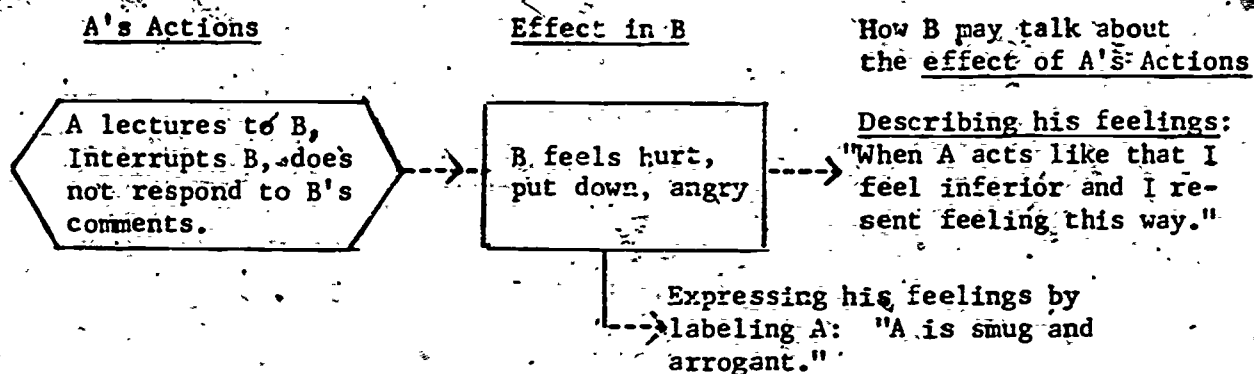 A's Actions
Effect in B
How B may talk about
the effect of A's Actions
A lectures to B,
Interrupts B, does
not respond to B's
comments.
B feels hurt,
put down, angry
Describing his feelings:
"When A acts like that I
feel inferior and I re-
sent feeling this way."
Expressing his feelings by
labeling A: "A is smug and
arrogant."